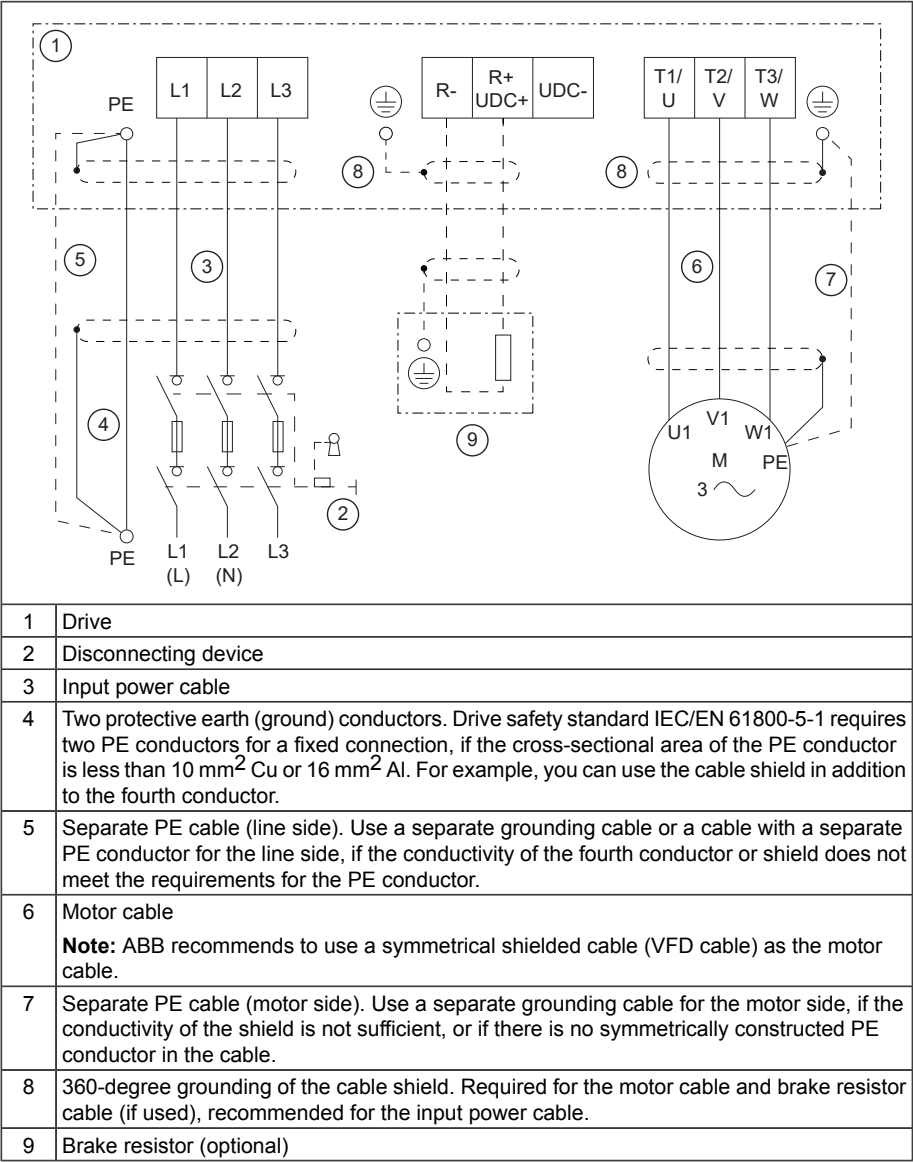 1
PE
L1 L2 L3
R- R+ UDC+ UDC-
T1/ U T2/ V T3/ W
8
8
5
3
6
7
4
9
2
U1 V1 W1
M PE
3
PE
L1 (L)
L2 (N)
L3
1 Drive
2 Disconnecting device
3 Input power cable
4 Two protective earth (ground) conductors. Drive safety standard IEC/EN 61800-5-1 requires
two PE conductors for a fixed connection, if the cross-sectional area of the PE conductor
is less than 10 mm2 Cu or 16 mm2 Al. For example, you can use the cable shield in addition
to the fourth conductor.
5 Separate PE cable (line side). Use a separate grounding cable or a cable with a separate
PE conductor for the line side, if the conductivity of the fourth conductor or shield does not
meet the requirements for the PE conductor.
6 Motor cable
Note: ABB recommends to use a symmetrical shielded cable (VFD cable) as the motor
cable.
7 Separate PE cable (motor side). Use a separate grounding cable for the motor side, if the
conductivity of the shield is not sufficient, or if there is no symmetrically constructed PE
conductor in the cable.
8 360-degree grounding of the cable shield. Required for the motor cable and brake resistor
cable (if used), recommended for the input power cable.
9 Brake resistor (optional)